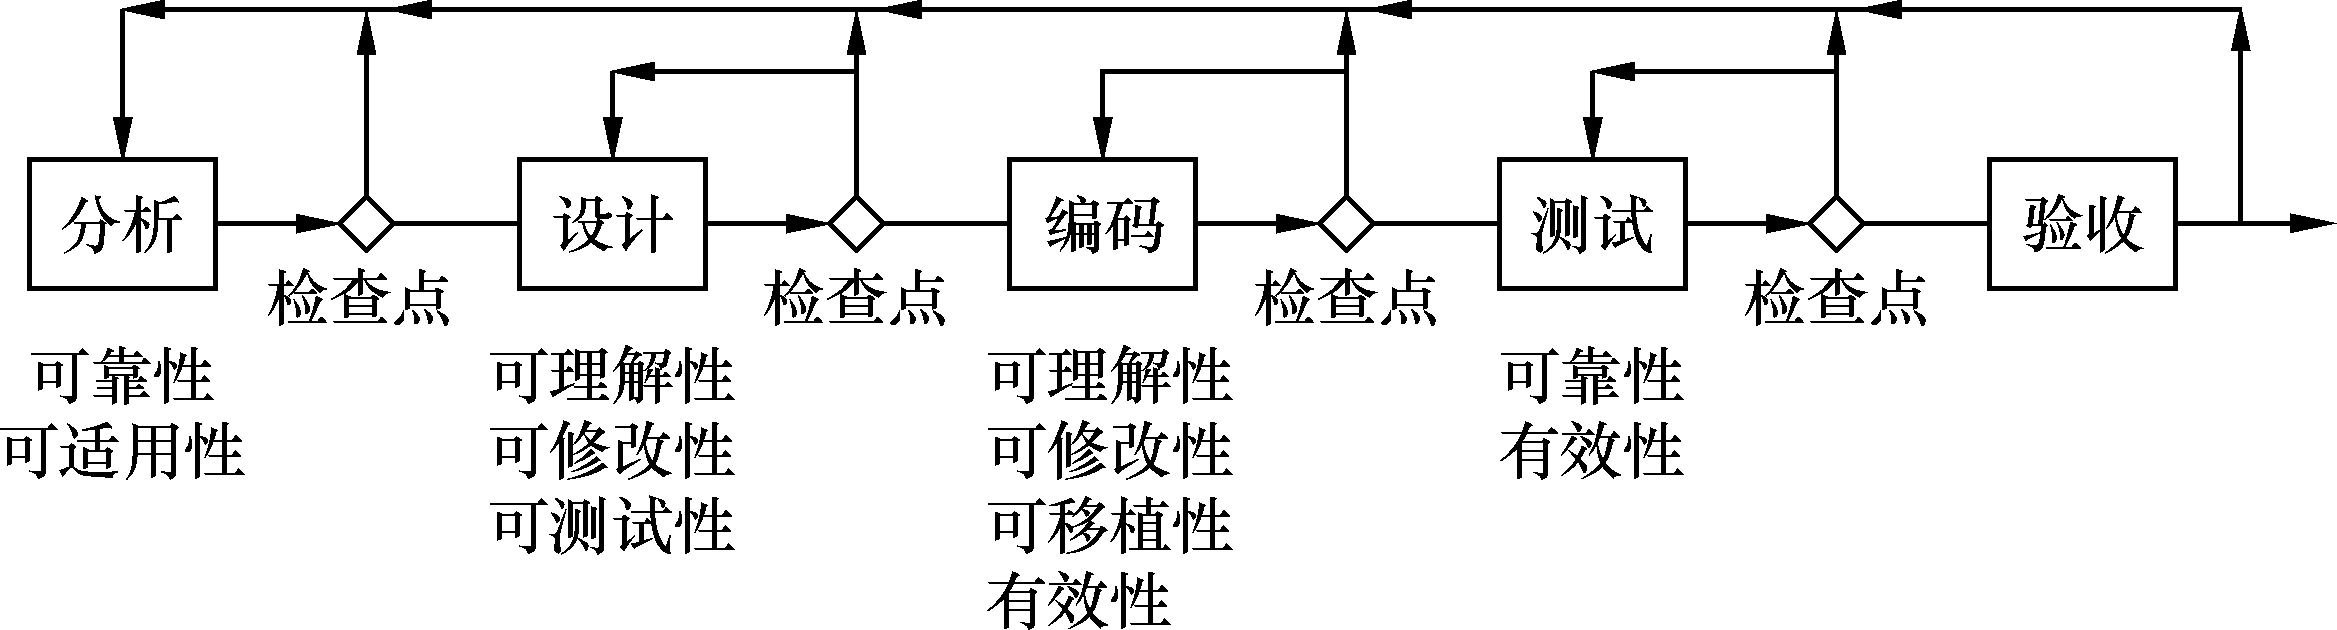 分析
设计
编码
测试
验收
检查点
检查点
检查点
检查点
可靠性
可适用性
可理解性
可修改性
可测试性
可理解性
可修改性
可移植性
有效性
可靠性
有效性